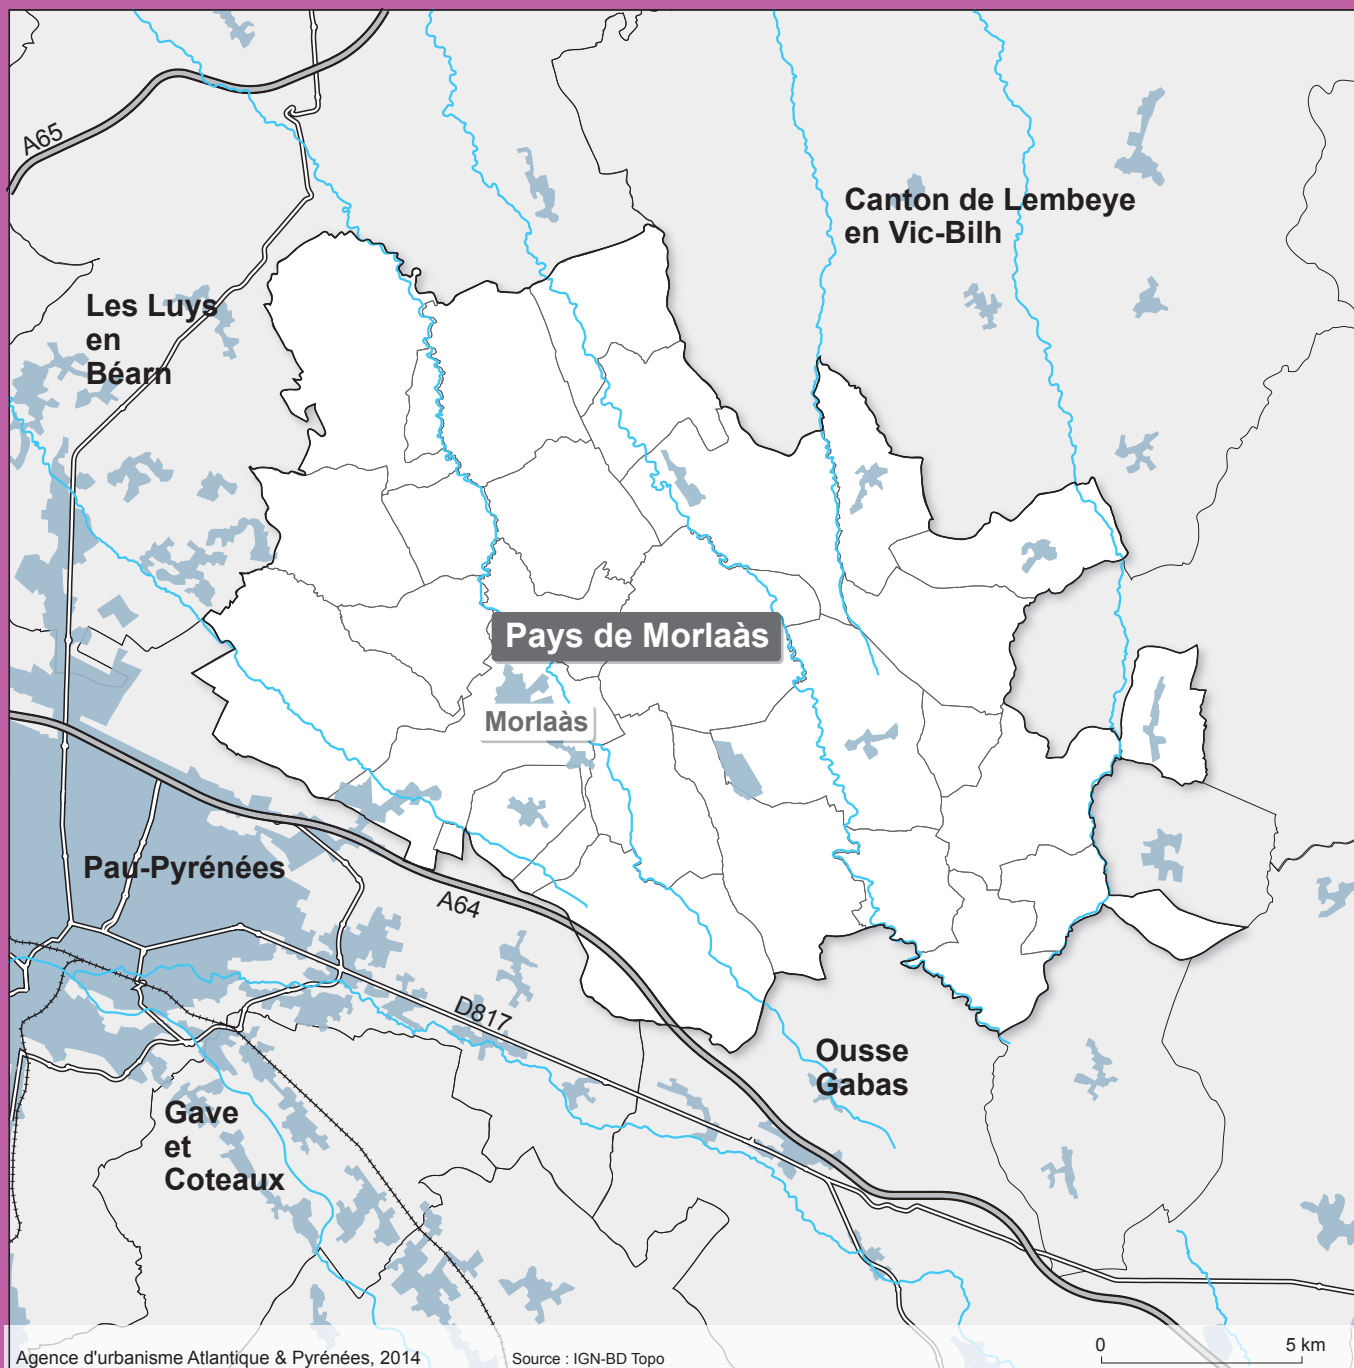 A65
Canton de Lembeye
en Vic-Bilh
Les Luys
en
Béarn
Pays de Morlaàs
Morlaàs
Pau-Pyrénées
A64
D817
Ousse
Gabas
Gave
et
Coteaux
0 5 km
Agence d'urbanisme Atlantique & Pyrénées, 2014 Source : IGN-BD Topo